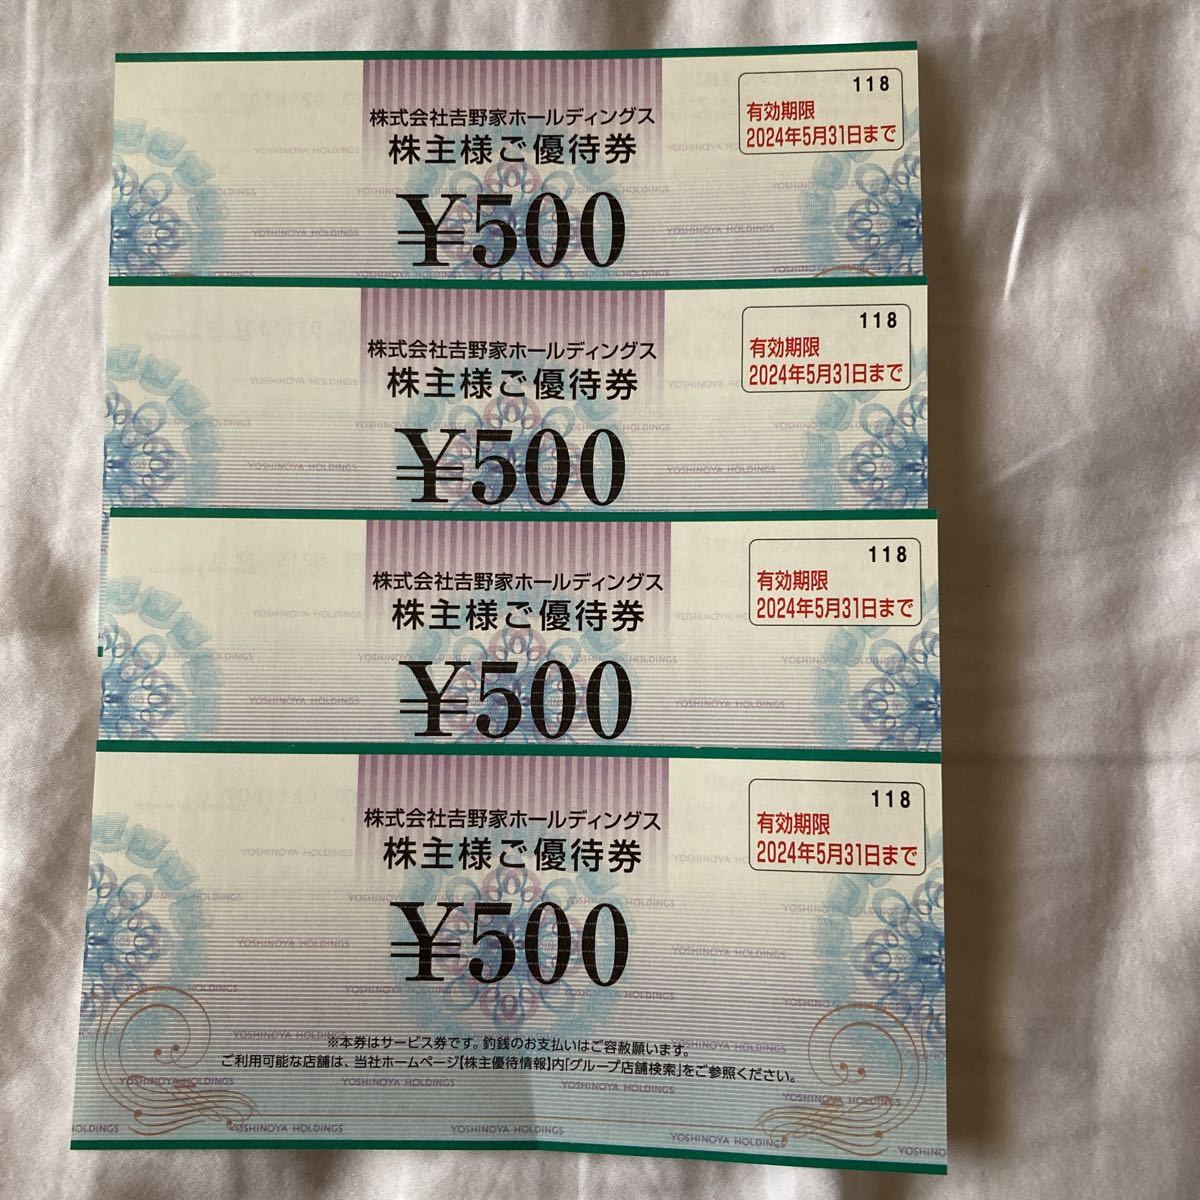 118
有効期限
2024年5月31日まで
株式会社吉野家ホールディングス
株主様ご優待券
¥500
YOSHINOYA HOLDINGS
118
有効期限
2024年5月31日まで
株式会社吉野家ホールディングス
株主様ご優待券
¥500
YOSHINOYA HOLDINGS
118
有効期限
2024年5月31日まで
株式会社吉野家ホールディングス
株主様ご優待券
¥500
YOSHINOYA HOLDINGS
118
有効期限
2024年5月31日まで
株式会社吉野家ホールディングス
株主様ご優待券
¥500
YOSHINOYA HOLDINGS
※本券はサービス券です。釣銭のお支払いはご容赦願います。
ご利用可能な店舗は、当社ホームページ【株主優待情報】内「グループ店舗検索」をご参照ください。
YOSHINOYA HOLDINGS